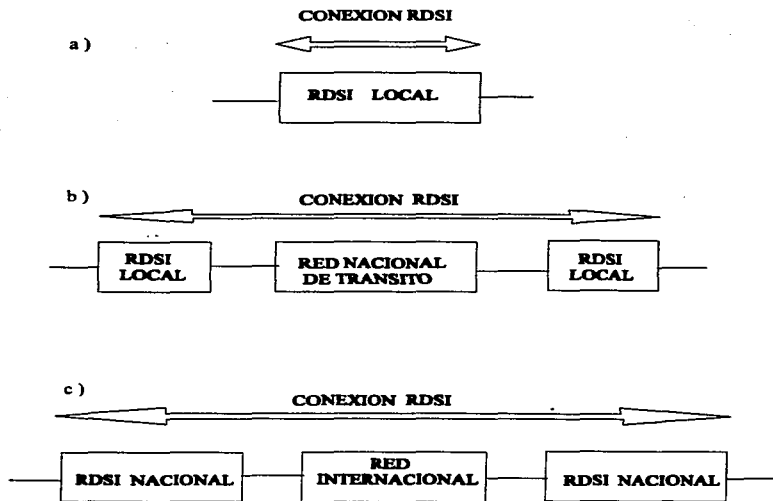 CONEXION RDSI
a )
RDSI LOCAL
b )
CONEXION RDSI
RDSI
LOCAL
RED NACIONAL
DE TRANSITO
RDSI
LOCAL
c )
CONEXION RDSI
RDSI NACIONAL
RED
INTERNACIONAL
RDSI NACIONAL